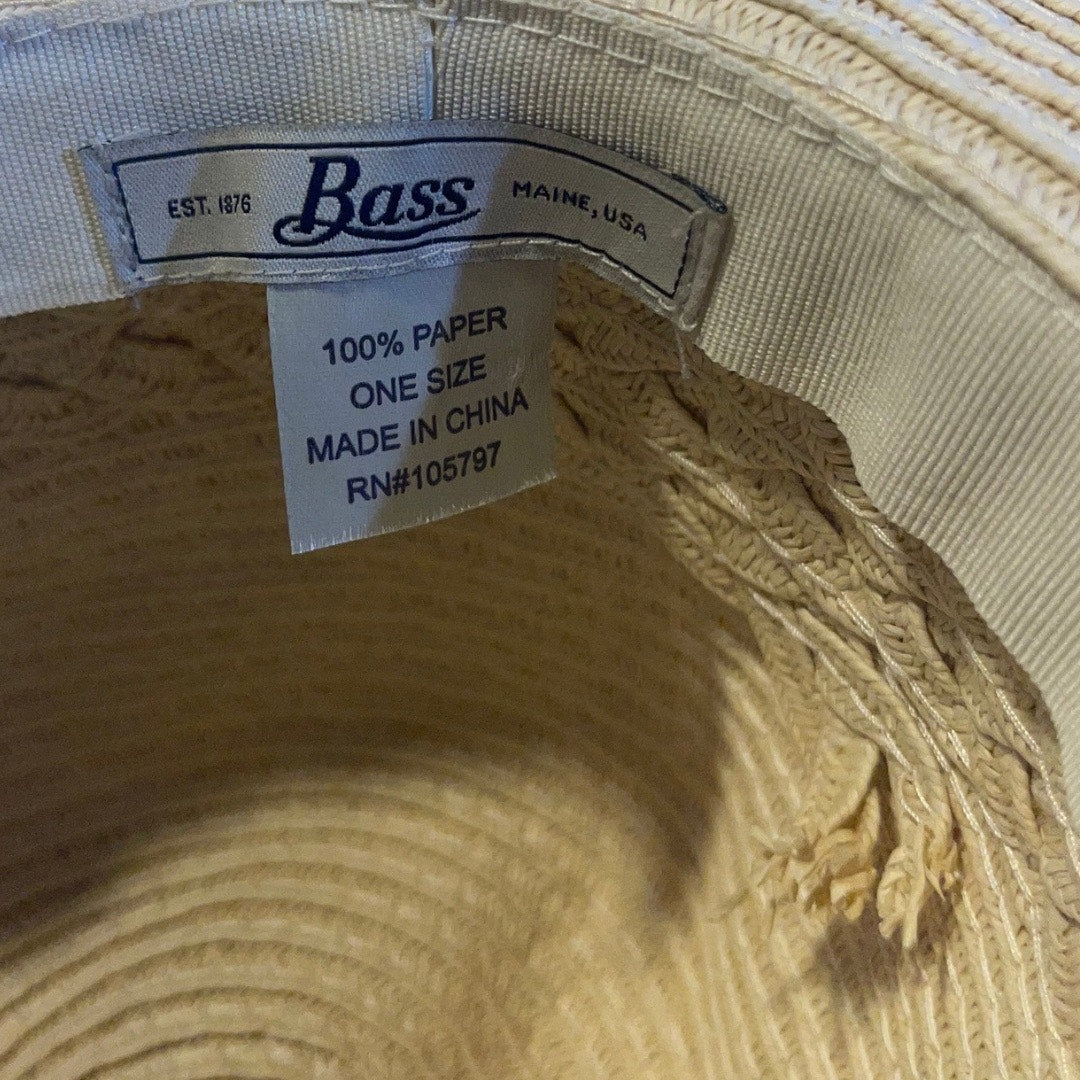 EST. 1876 Bass MAINE, USA
100% PAPER
ONE SIZE
MADE IN CHINA
RN#105797